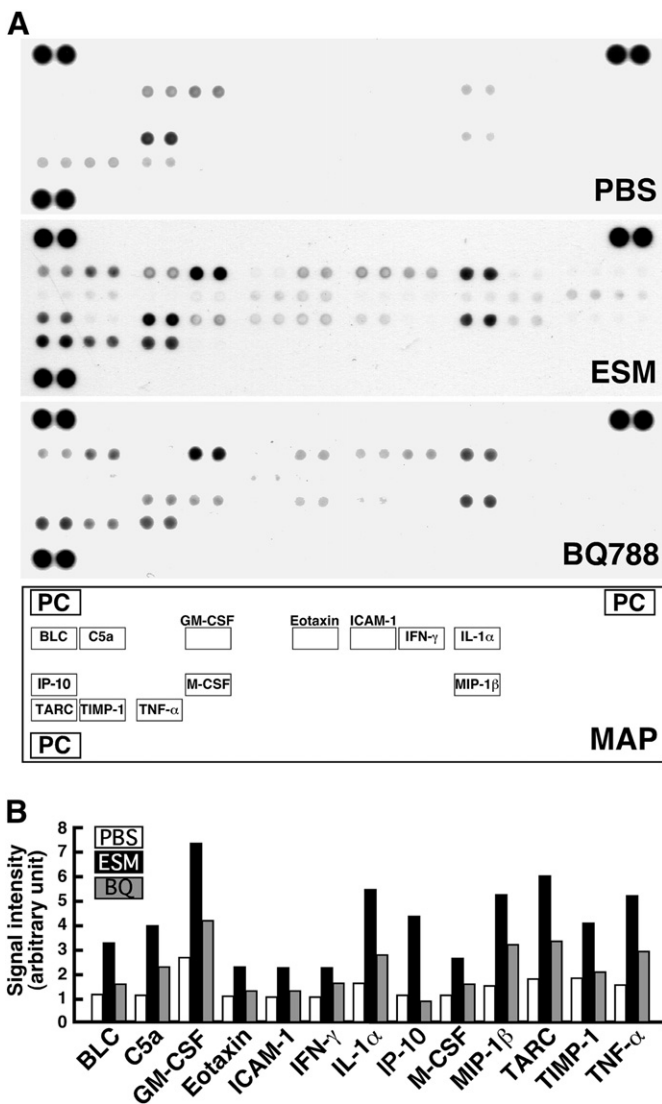 A
PBS
ESM
BQ788
PC PC
GM-CSF Eotaxin ICAM-1
BLC C5a IFN-γ IL-1α
IP-10 M-CSF MIP-1β
TARC TIMP-1 TNF-α
PC MAP
B
Signal intensity
(arbitrary unit)
8
7
6
5
4
3
2
1
0
PBS
ESM
BQ
BLC C5a GM-CSF Eotaxin ICAM-1 IFN-γ IL-1α IP-10 M-CSF MIP-1β TARC TIMP-1 TNF-α